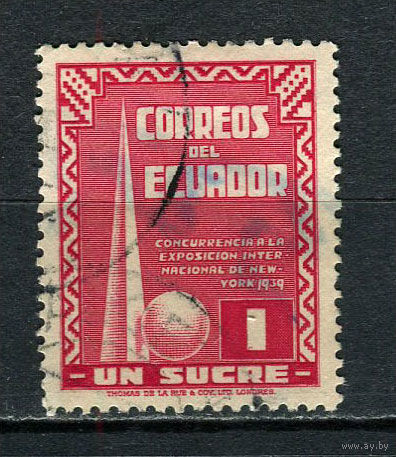 CORREOS
DEL
ECUADOR
CONCURRENCIA A LA
EXPOSICION INTER-
NACIONAL DE NEW-
YORK 1939
1
- UN SUCRE -
THOMAS DE LA RUE & COY. LTD. LONDRES.
www.ay.by